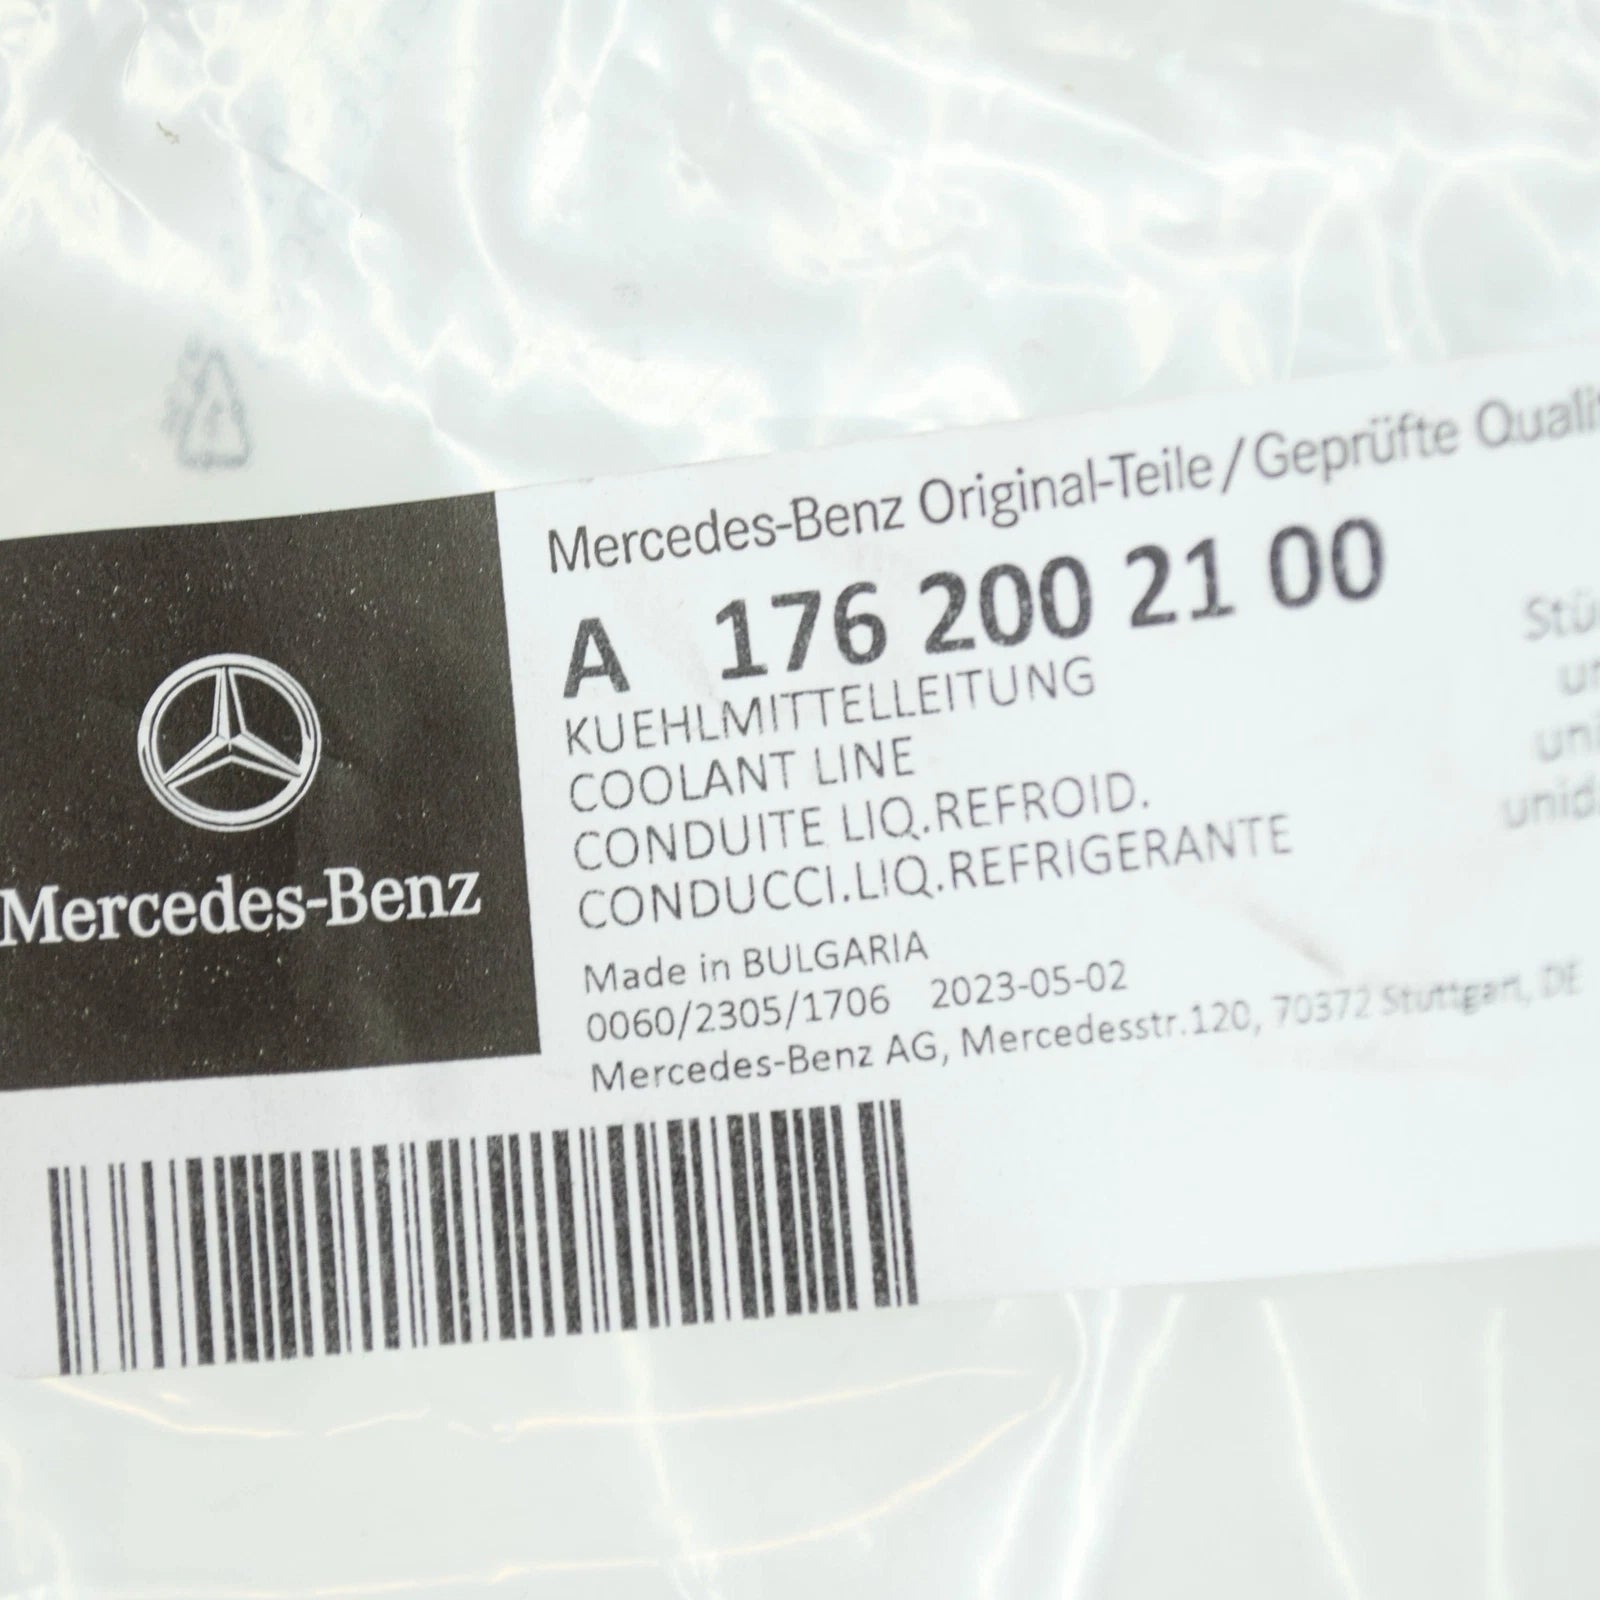 Mercedes-Benz
Mercedes-Benz Original-Teile / Geprüfte
A 176 200 21 00
KUEHLMITTELLEITUNG
COOLANT LINE
CONDUITE LIQ.REFROID.
CONDUCCI.LIQ.REFRIGERANTE
Made in BULGARIA
0060/2305/1706 2023-05-02
Mercedes-Benz AG, Mercedesstr.120, 70372 Stuttgart, DE